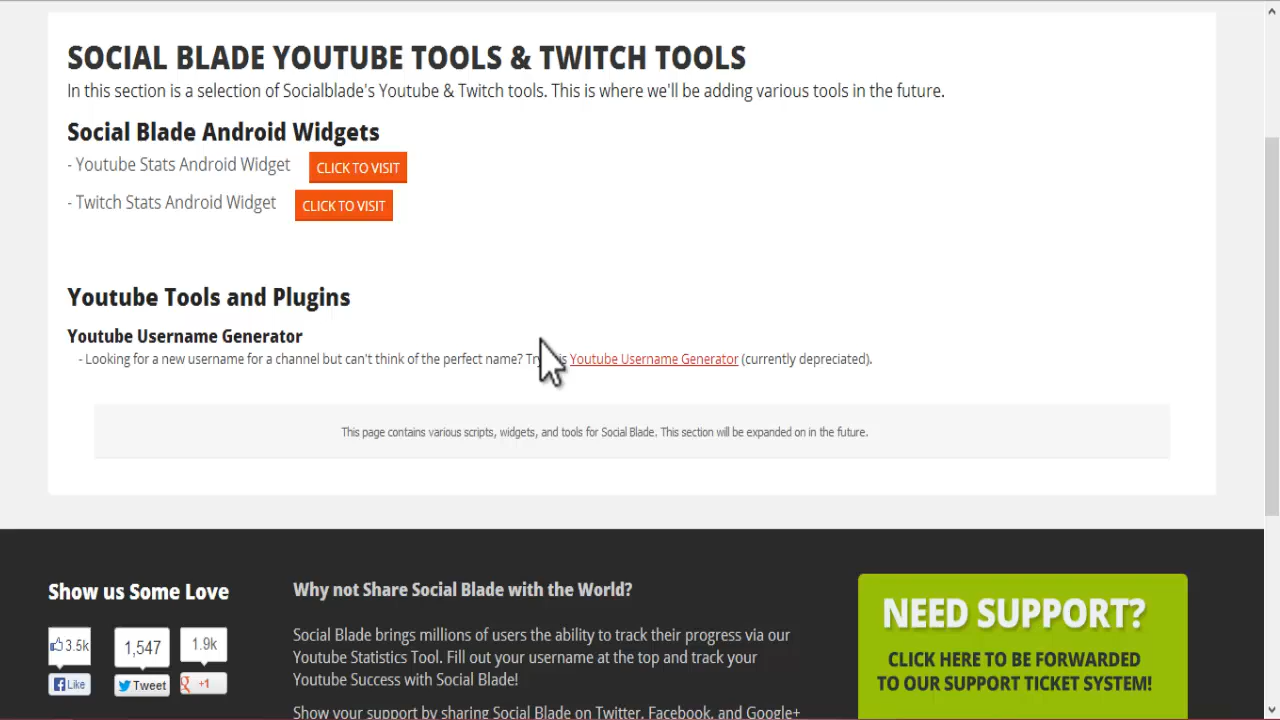 SOCIAL BLADE YOUTUBE TOOLS & TWITCH TOOLS
In this section is a selection of Socialblade's Youtube & Twitch tools. This is where we'll be adding various tools in the future.
Social Blade Android Widgets
- Youtube Stats Android Widget CLICK TO VISIT
- Twitch Stats Android Widget CLICK TO VISIT
Youtube Tools and Plugins
Youtube Username Generator
- Looking for a new username for a channel but can't think of the perfect name? Youtube Username Generator (currently depreciated).
This page contains various scripts, widgets, and tools for Social Blade. This section will be expanded on in the future.
Show us Some Love
3.5k 1,547 1.9k
Like Tweet +1
Why not Share Social Blade with the World?
Social Blade brings millions of users the ability to track their progress via our
Youtube Statistics Tool. Fill out your username at the top and track your
Youtube Success with Social Blade!
Show your support by sharing Social Blade on Twitter, Facebook, and Google+
NEED SUPPORT?
CLICK HERE TO BE FORWARDED
TO OUR SUPPORT TICKET SYSTEM!